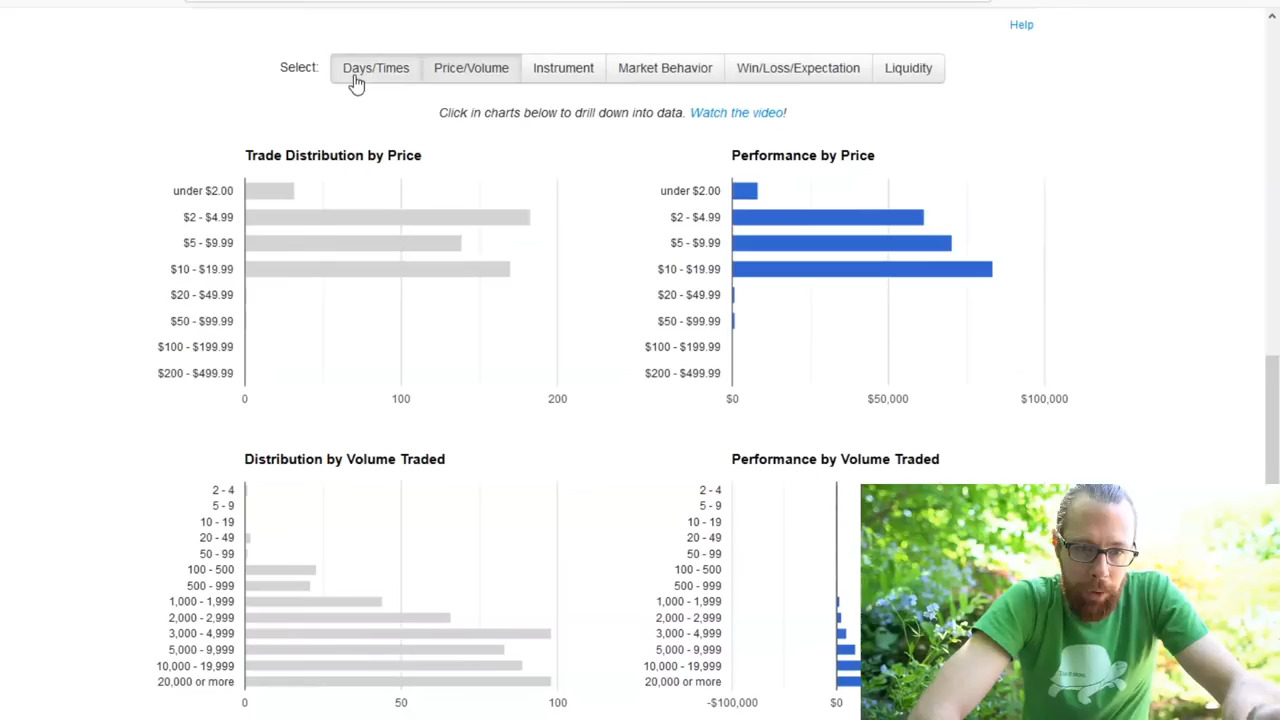 Help
Select: Days/Times Price/Volume Instrument Market Behavior Win/Loss/Expectation Liquidity
Click in charts below to drill down into data. Watch the video!
Trade Distribution by Price
under $2.00
$2 - $4.99
$5 - $9.99
$10 - $19.99
$20 - $49.99
$50 - $99.99
$100 - $199.99
$200 - $499.99
0 100 200
Performance by Price
under $2.00
$2 - $4.99
$5 - $9.99
$10 - $19.99
$20 - $49.99
$50 - $99.99
$100 - $199.99
$200 - $499.99
$0 $50,000 $100,000
Distribution by Volume Traded
2 - 4
5 - 9
10 - 19
20 - 49
50 - 99
100 - 500
500 - 999
1,000 - 1,999
2,000 - 2,999
3,000 - 4,999
5,000 - 9,999
10,000 - 19,999
20,000 or more
0 50 100
Performance by Volume Traded
2 - 4
5 - 9
10 - 19
20 - 49
50 - 99
100 - 500
500 - 999
1,000 - 1,999
2,000 - 2,999
3,000 - 4,999
5,000 - 9,999
10,000 - 19,999
20,000 or more
-$100,000 $0